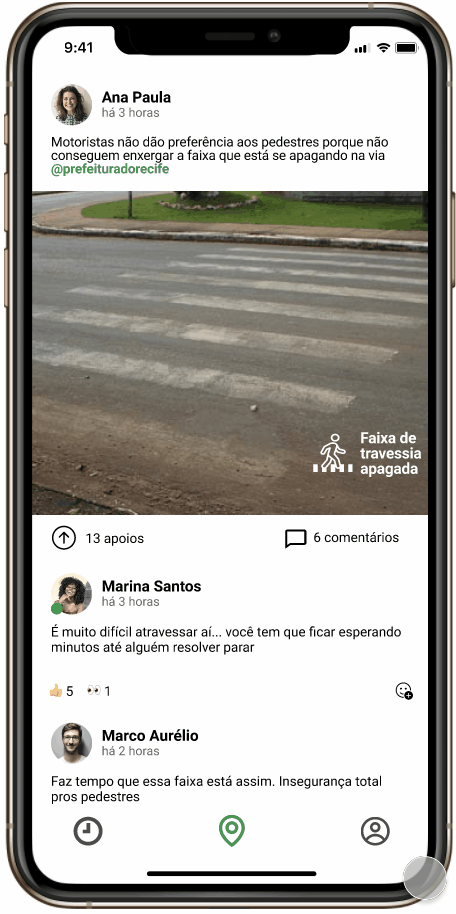 9:41
Ana Paula
há 3 horas
Motoristas não dão preferência aos pedestres porque não
conseguem enxergar a faixa que está se apagando na via
@prefeituradorecife
Faixa de
travessia
apagada
13 apoios
6 comentários
Marina Santos
há 3 horas
É muito difícil atravessar aí... você tem que ficar esperando
minutos até alguém resolver parar
👍🏼 5 👀 1
Marco Aurélio
há 2 horas
Faz tempo que essa faixa está assim. Insegurança total
pros pedestres